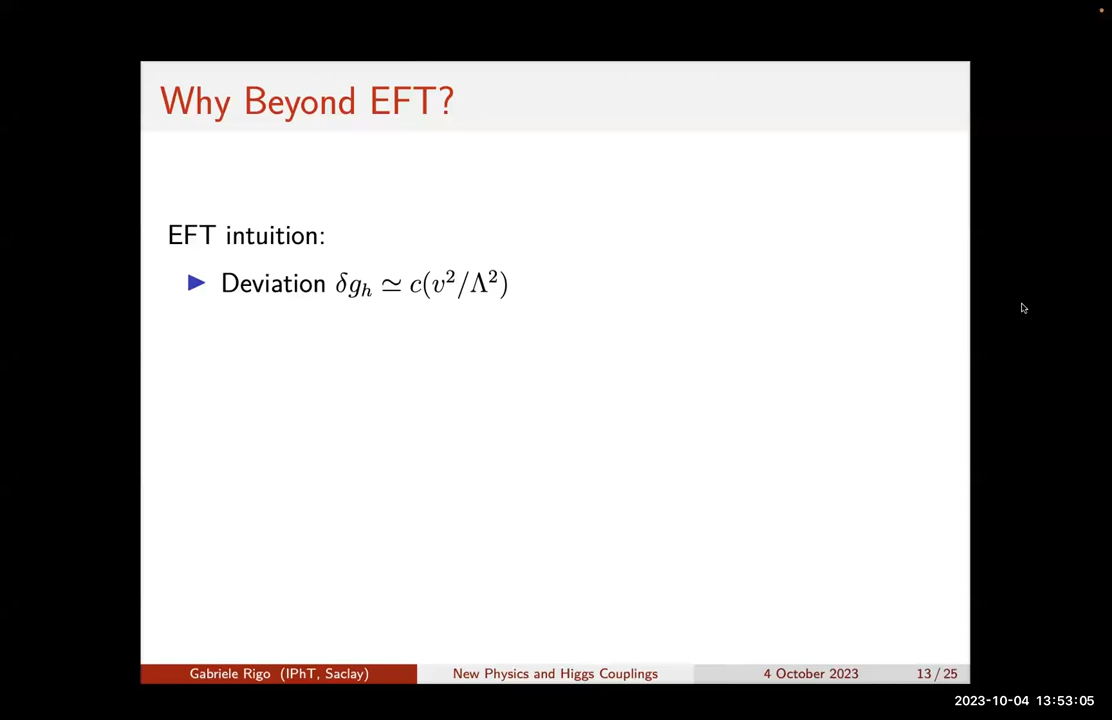 Why Beyond EFT?
EFT intuition:
▶ Deviation δg_h ≃ c(v²/Λ²)
Gabriele Rigo (IPhT, Saclay) New Physics and Higgs Couplings 4 October 2023 13 / 25
2023-10-04 13:53:05